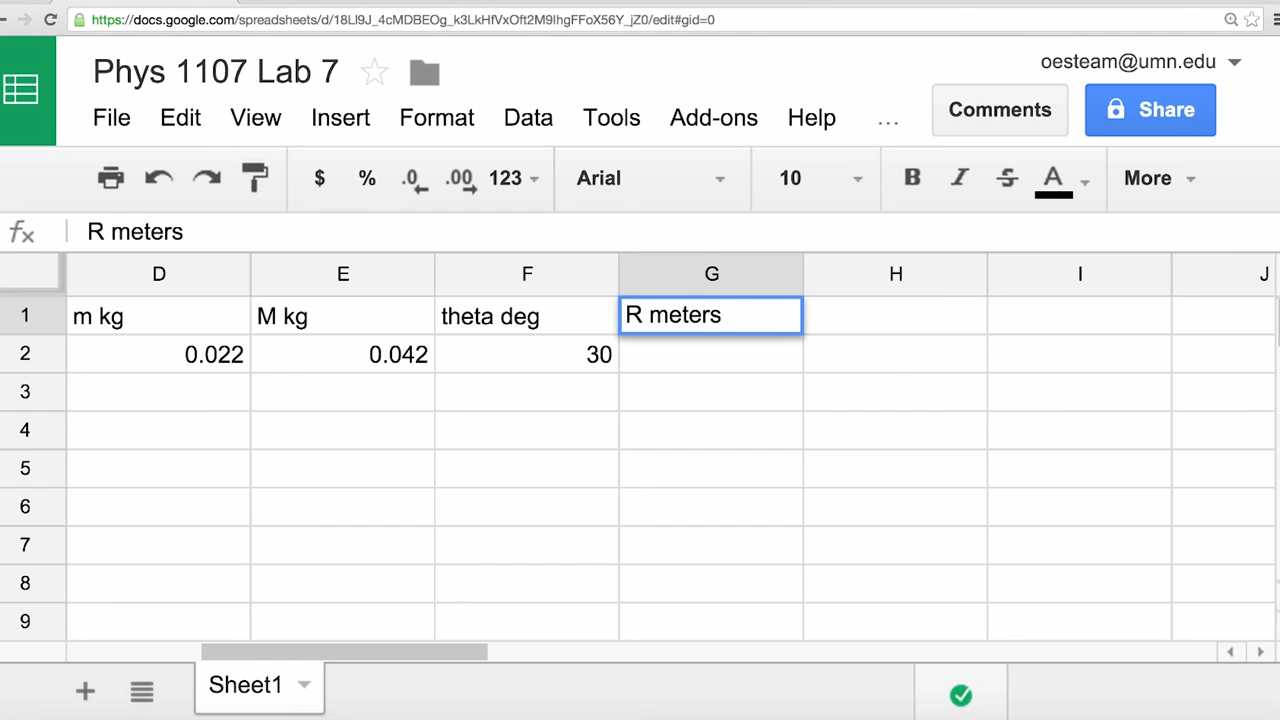 https://docs.google.com/spreadsheets/d/18LI9J_4cMDBEOg_k3LkHfVxOft2M9lhgFFoX56Y_jZ0/edit#gid=0
Phys 1107 Lab 7
oesteam@umn.edu
File Edit View Insert Format Data Tools Add-ons Help ...
Comments
Share
$ % .0 .00 123 Arial 10 B I S A More
fx R meters
D E F G H I J
1 m kg M kg theta deg R meters
2 0.022 0.042 30
3
4
5
6
7
8
9
+ Sheet1